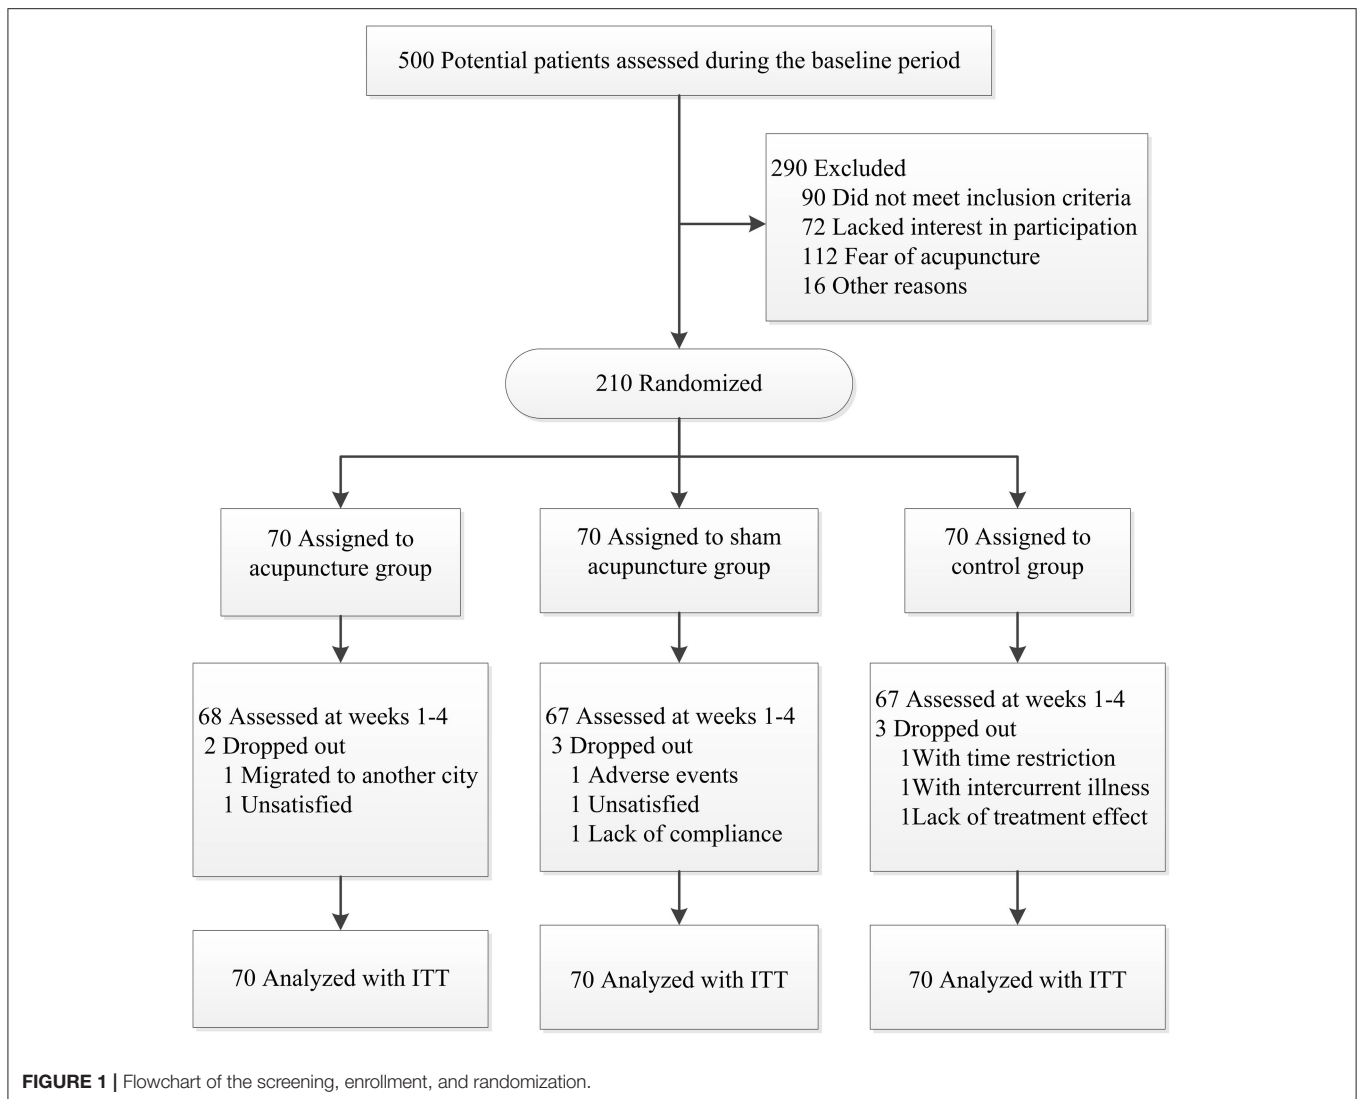 500 Potential patients assessed during the baseline period
290 Excluded
90 Did not meet inclusion criteria
72 Lacked interest in participation
112 Fear of acupuncture
16 Other reasons
210 Randomized
70 Assigned to
acupuncture group
70 Assigned to sham
acupuncture group
70 Assigned to
control group
68 Assessed at weeks 1-4
2 Dropped out
1 Migrated to another city
1 Unsatisfied
67 Assessed at weeks 1-4
3 Dropped out
1 Adverse events
1 Unsatisfied
1 Lack of compliance
67 Assessed at weeks 1-4
3 Dropped out
1With time restriction
1With intercurrent illness
1Lack of treatment effect
70 Analyzed with ITT
70 Analyzed with ITT
70 Analyzed with ITT
FIGURE 1 | Flowchart of the screening, enrollment, and randomization.